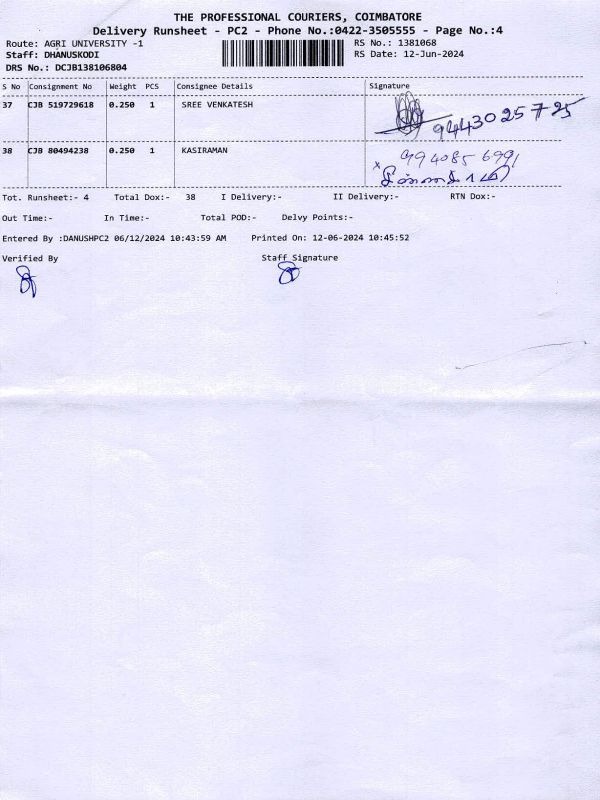 THE PROFESSIONAL COURIERS, COIMBATORE
Delivery Runsheet - PC2 - Phone No.:0422-3505555 - Page No.:4
Route: AGRI UNIVERSITY -1
RS No.: 1381068
Staff: DHANUSKODI
RS Date: 12-Jun-2024
DRS No.: DCJB138106804
S No Consignment No Weight PCS Consignee Details Signature
37 CJB 519729618 0.250 1 SREE VENKATESH
9443025725
38 CJB 80494238 0.250 1 KASIRAMAN
Tot. Runsheet:- 4 Total Dox:- 38 I Delivery:- II Delivery:- RTN Dox:-
Out Time:- In Time:- Total POD:- Delvy Points:-
Entered By :DANUSHPC2 06/12/2024 10:43:59 AM Printed On: 12-06-2024 10:45:52
Verified By Staff Signature